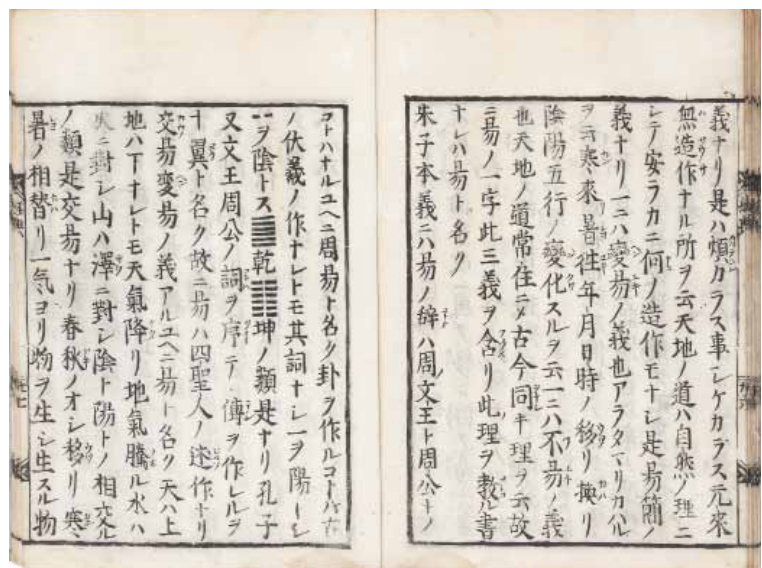 義ナリ是ハ煩カラス事シケカラス元來
無造作ナル所ヲ云天地ノ道ハ自然ノ理ニ
シテ安ラカニ何ノ造作モナシ是易簡ノ
義ナリ一ニハ變易ノ義也アラタマリカハル
ヲ云寒來暑徃年月日時ノ移リ換リ
陰陽五行ノ變化スルヲ云一ニハ不易ノ義
也天地ノ道常住ニ乄古今同キ理ヲ云故
ニ易ノ一字此三義ヲ含リ此理ヲ教ル書
ナレハ易ト名ク
朱子本義ニハ易ノ辞ハ周文王ト周公ナノ
コトハナルユヘニ周易ト名ク卦ヲ作ルコトハ
ノ伏羲ノ作ナレトモ其詞ナシ一ヲ陽ーシ
ヲ陰トス䷀乾䷁坤ノ類是ナリ孔子
又文王周公ノ詞ヲ序テ傳ヲ作レルヲ
十翼ト名ク故ニ易ハ四聖人ノ述作ナリ
交易變易ノ義アルユヘニ易ト名ク天ハ上
地ハ下ナレトモ天氣降リ地氣騰ル水ハ
火ニ對シ山ハ澤ニ對シ陰ト陽トノ相交ル
ノ類是交易ナリ春秋ノオシ移リ寒
暑ノ相替リ一気ヨリ物ヲ生シ生スル物